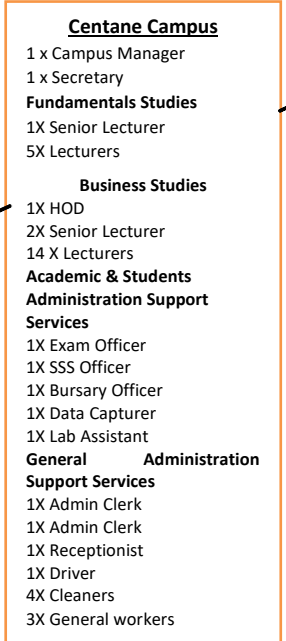 Centane Campus
1 x Campus Manager
1 x Secretary
Fundamentals Studies
1X Senior Lecturer
5X Lecturers
Business Studies
1X HOD
2X Senior Lecturer
14 X Lecturers
Academic & Students
Administration Support
Services
1X Exam Officer
1X SSS Officer
1X Bursary Officer
1X Data Capturer
1X Lab Assistant
General Administration
Support Services
1X Admin Clerk
1X Admin Clerk
1X Receptionist
1X Driver
4X Cleaners
3X General workers